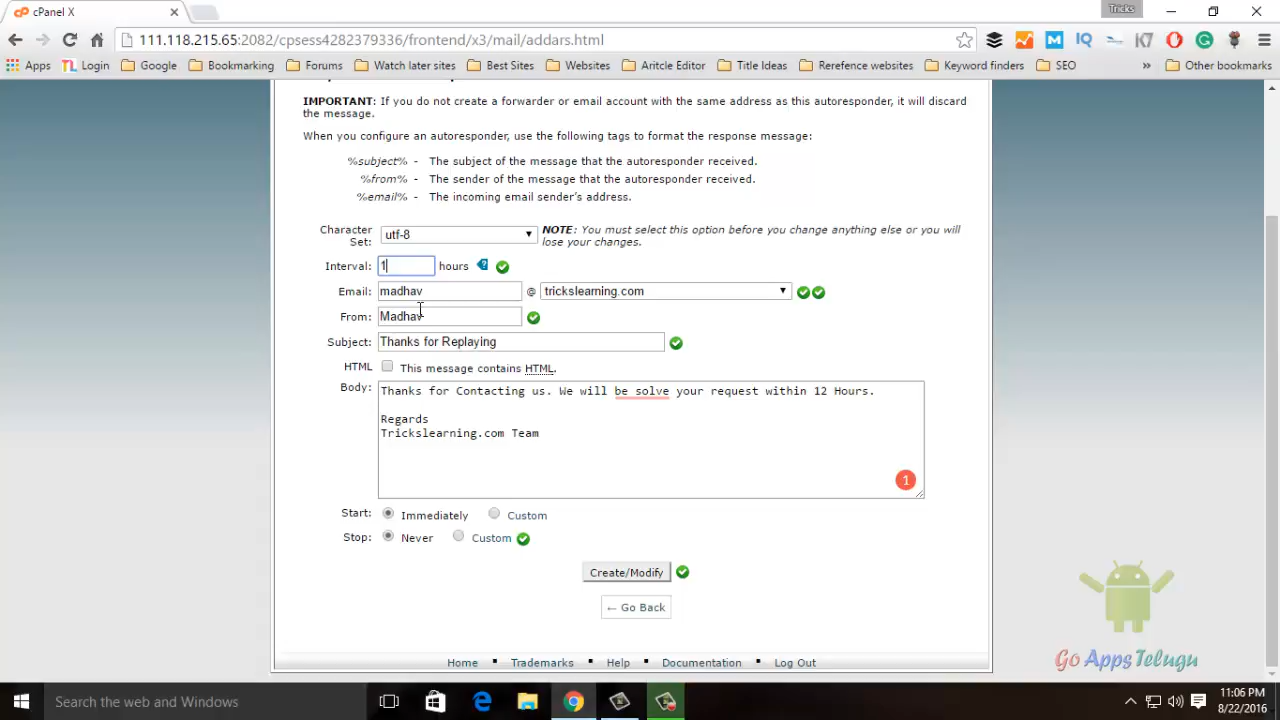 cPanel X
Tricks
111.118.215.65:2082/cpsess4282379336/frontend/x3/mail/addars.html
Apps Login Google Bookmarking Forums Watch later sites Best Sites Websites Aritcle Editor Title Ideas Rerefence websites Keyword finders SEO » Other bookmarks
IMPORTANT: If you do not create a forwarder or email account with the same address as this autoresponder, it will discard
the message.
When you configure an autoresponder, use the following tags to format the response message:
%subject% - The subject of the message that the autoresponder received.
%from% - The sender of the message that the autoresponder received.
%email% - The incoming email sender's address.
Character
Set:
utf-8
NOTE: You must select this option before you change anything else or you will
lose your changes.
Interval: 1 hours
Email: madhav @ trickslearning.com
From: Madhav
Subject: Thanks for Replaying
HTML This message contains HTML.
Body: Thanks for Contacting us. We will be solve your request within 12 Hours.
Regards
Trickslearning.com Team
1
Start: Immediately Custom
Stop: Never Custom
Create/Modify
← Go Back
Home ▪ Trademarks ▪ Help ▪ Documentation ▪ Log Out
Go Apps Telugu
Search the web and Windows
11:06 PM
8/22/2016